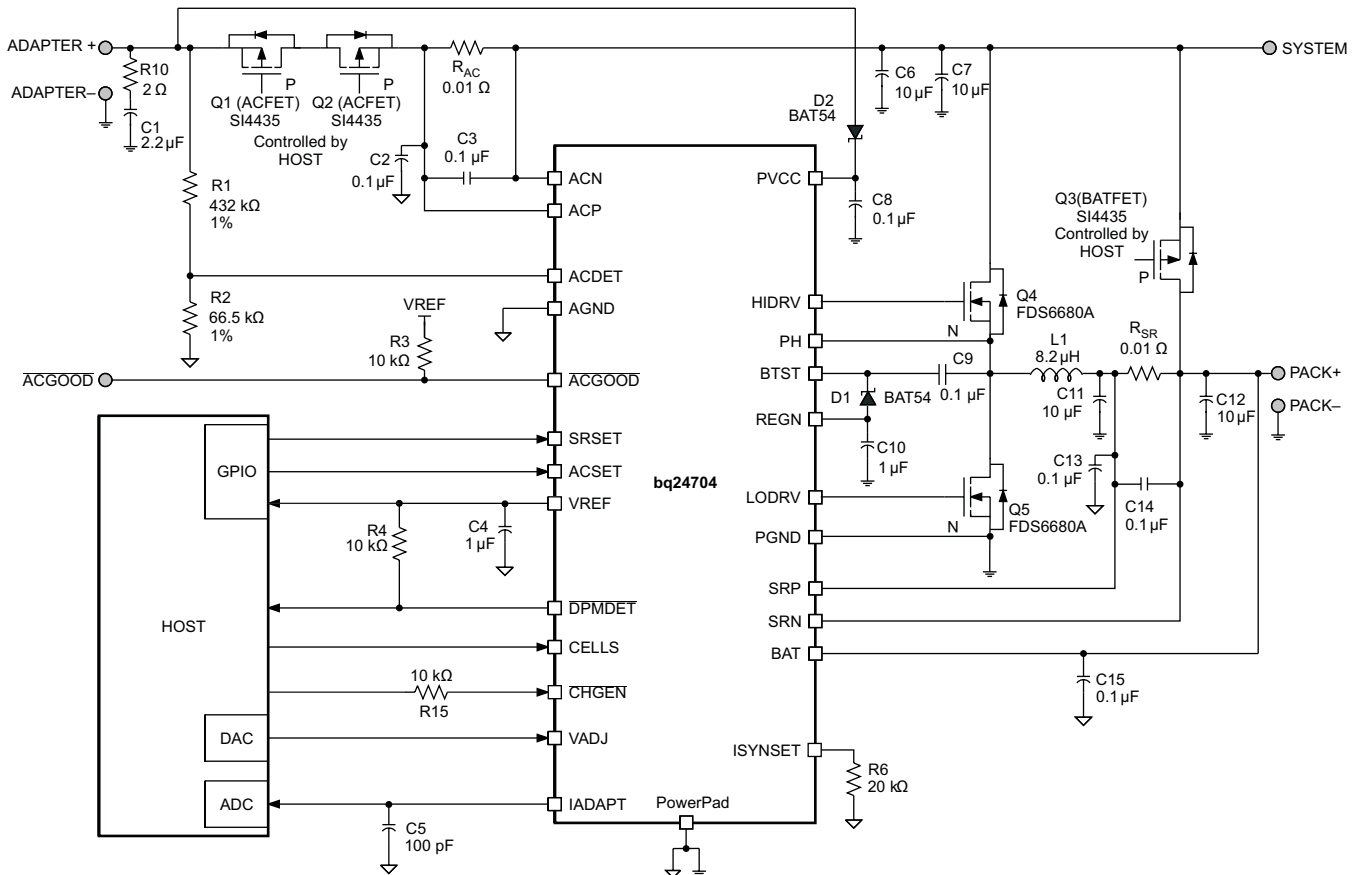 ADAPTER +
ADAPTER–
R10
2 Ω
C1
2.2 µF
P
Q1 (ACFET)
SI4435
P
Q2 (ACFET)
SI4435
Controlled by
HOST
RAC
0.01 Ω
C2
0.1 µF
C3
0.1 µF
R1
432 kΩ
1%
R2
66.5 kΩ
1%
VREF
R3
10 kΩ
ACGOOD
D2
BAT54
C6
10 µF
C7
10 µF
SYSTEM
C8
0.1 µF
Q3(BATFET)
SI4435
Controlled by
HOST
P
ACN
ACP
ACDET
AGND
ACGOOD
SRSET
ACSET
VREF
DPMDET
CELLS
CHGEN
VADJ
IADAPT
bq24704
PowerPad
PVCC
HIDRV
PH
BTST
REGN
LODRV
PGND
SRP
SRN
BAT
ISYNSET
N
Q4
FDS6680A
C9
0.1 µF
D1
BAT54
C10
1 µF
L1
8.2 µH
RSR
0.01 Ω
C11
10 µF
C12
10 µF
PACK+
PACK–
N
Q5
FDS6680A
C13
0.1 µF
C14
0.1 µF
C15
0.1 µF
R6
20 kΩ
HOST
GPIO
DAC
ADC
R4
10 kΩ
C4
1 µF
10 kΩ
R15
C5
100 pF